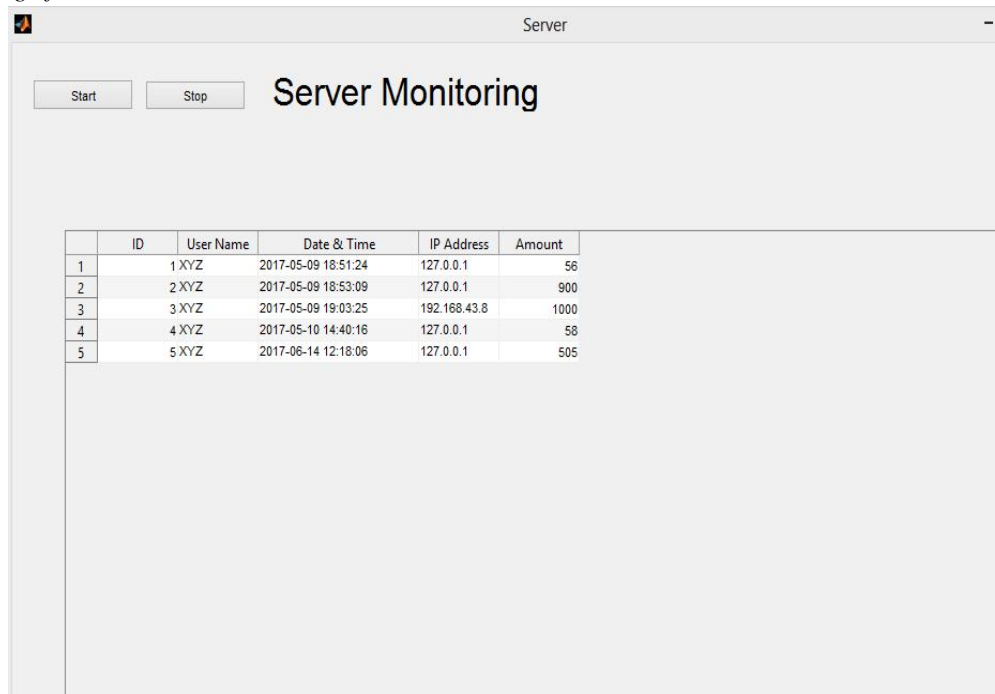 Server
Start Stop Server Monitoring
ID User Name Date & Time IP Address Amount
1 1 XYZ 2017-05-09 18:51:24 127.0.0.1 56
2 2 XYZ 2017-05-09 18:53:09 127.0.0.1 900
3 3 XYZ 2017-05-09 19:03:25 192.168.43.8 1000
4 4 XYZ 2017-05-10 14:40:16 127.0.0.1 58
5 5 XYZ 2017-06-14 12:18:06 127.0.0.1 505